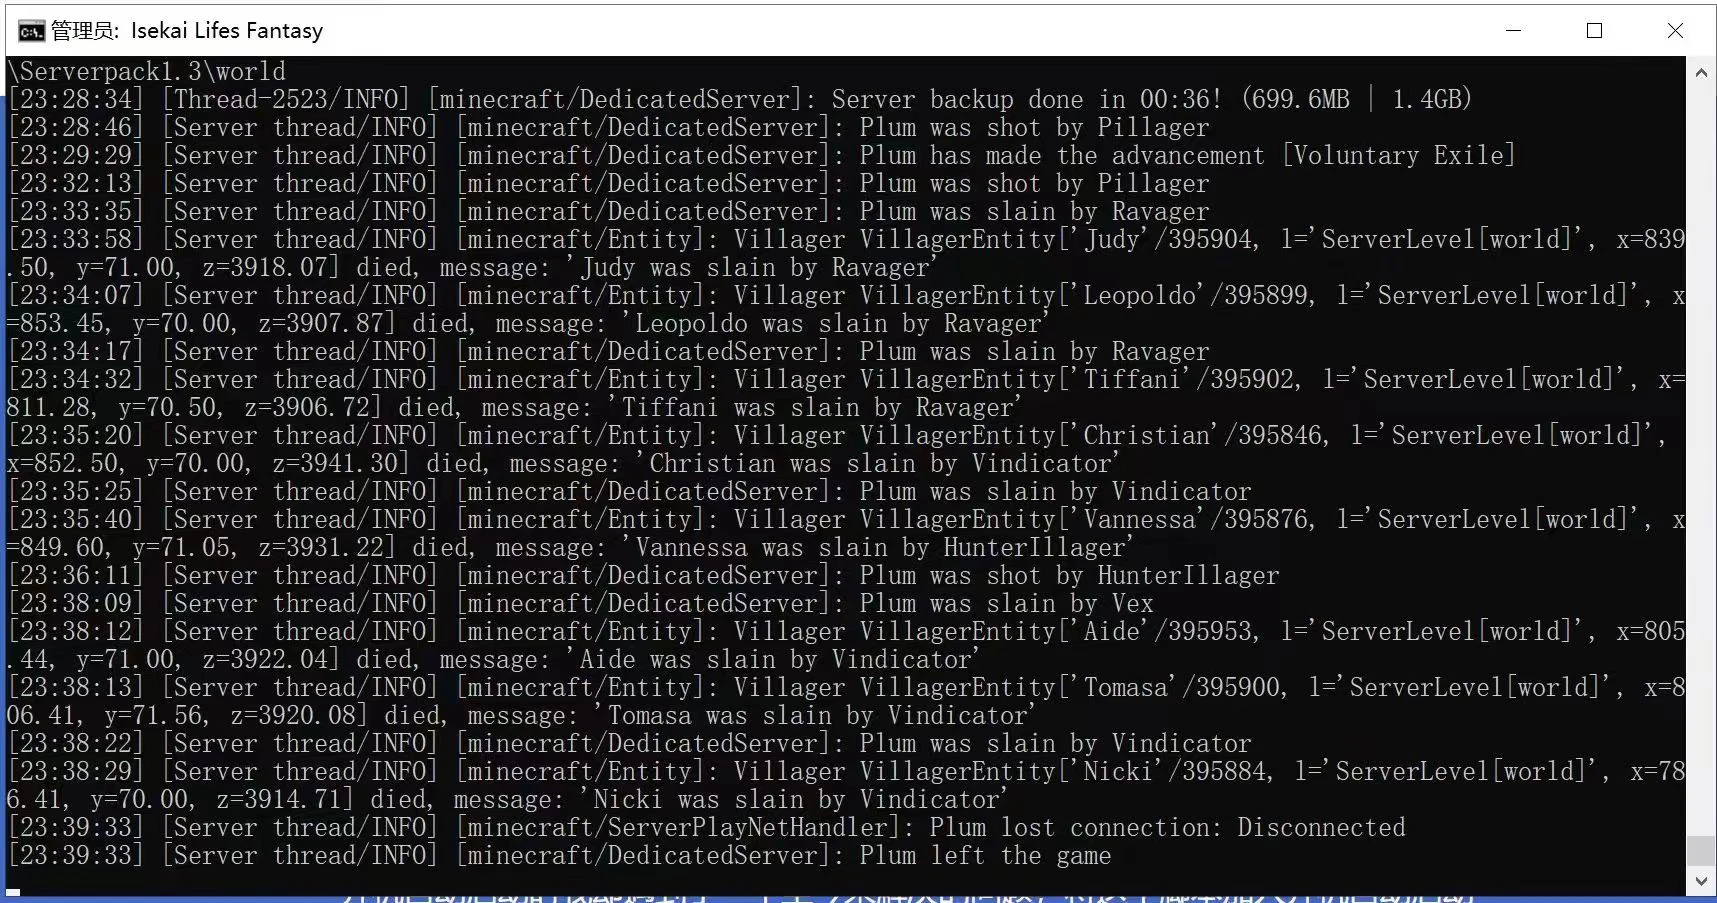 管理员: Isekai Lifes Fantasy
\Serverpack1.3\world
[23:28:34] [Thread-2523/INFO] [minecraft/DedicatedServer]: Server backup done in 00:36! (699.6MB | 1.4GB)
[23:28:46] [Server thread/INFO] [minecraft/DedicatedServer]: Plum was shot by Pillager
[23:29:29] [Server thread/INFO] [minecraft/DedicatedServer]: Plum has made the advancement [Voluntary Exile]
[23:32:13] [Server thread/INFO] [minecraft/DedicatedServer]: Plum was shot by Pillager
[23:33:35] [Server thread/INFO] [minecraft/DedicatedServer]: Plum was slain by Ravager
[23:33:58] [Server thread/INFO] [minecraft/Entity]: Villager VillagerEntity['Judy'/395904, l='ServerLevel[world]', x=839
.50, y=71.00, z=3918.07] died, message: 'Judy was slain by Ravager'
[23:34:07] [Server thread/INFO] [minecraft/Entity]: Villager VillagerEntity['Leopoldo'/395899, l='ServerLevel[world]', x
=853.45, y=70.00, z=3907.87] died, message: 'Leopoldo was slain by Ravager'
[23:34:17] [Server thread/INFO] [minecraft/DedicatedServer]: Plum was slain by Ravager
[23:34:32] [Server thread/INFO] [minecraft/Entity]: Villager VillagerEntity['Tiffani'/395902, l='ServerLevel[world]', x=
811.28, y=70.50, z=3906.72] died, message: 'Tiffani was slain by Ravager'
[23:35:20] [Server thread/INFO] [minecraft/Entity]: Villager VillagerEntity['Christian'/395846, l='ServerLevel[world]',
x=852.50, y=70.00, z=3941.30] died, message: 'Christian was slain by Vindicator'
[23:35:25] [Server thread/INFO] [minecraft/DedicatedServer]: Plum was slain by Vindicator
[23:35:40] [Server thread/INFO] [minecraft/Entity]: Villager VillagerEntity['Vannessa'/395876, l='ServerLevel[world]', x
=849.60, y=71.05, z=3931.22] died, message: 'Vannessa was slain by HunterIllager'
[23:36:11] [Server thread/INFO] [minecraft/DedicatedServer]: Plum was shot by HunterIllager
[23:38:09] [Server thread/INFO] [minecraft/DedicatedServer]: Plum was slain by Vex
[23:38:12] [Server thread/INFO] [minecraft/Entity]: Villager VillagerEntity['Aide'/395953, l='ServerLevel[world]', x=805
.44, y=71.00, z=3922.04] died, message: 'Aide was slain by Vindicator'
[23:38:13] [Server thread/INFO] [minecraft/Entity]: Villager VillagerEntity['Tomasa'/395900, l='ServerLevel[world]', x=8
06.41, y=71.56, z=3920.08] died, message: 'Tomasa was slain by Vindicator'
[23:38:22] [Server thread/INFO] [minecraft/DedicatedServer]: Plum was slain by Vindicator
[23:38:29] [Server thread/INFO] [minecraft/Entity]: Villager VillagerEntity['Nicki'/395884, l='ServerLevel[world]', x=78
6.41, y=70.00, z=3914.71] died, message: 'Nicki was slain by Vindicator'
[23:39:33] [Server thread/INFO] [minecraft/ServerPlayNetHandler]: Plum lost connection: Disconnected
[23:39:33] [Server thread/INFO] [minecraft/DedicatedServer]: Plum left the game